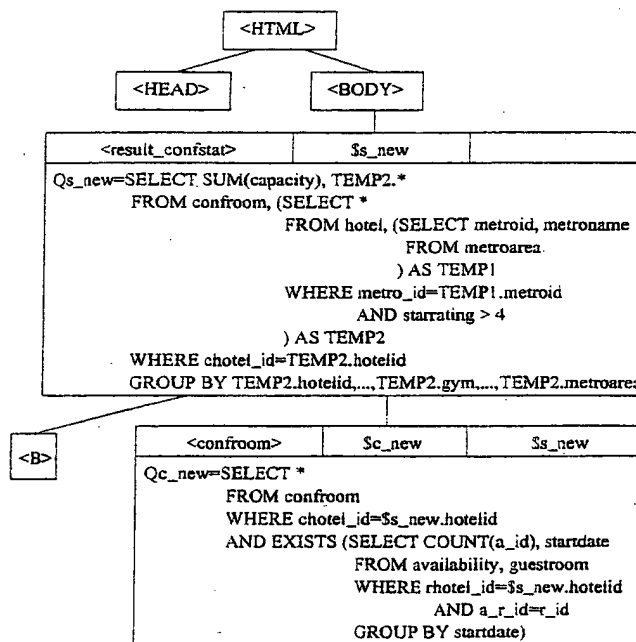 <HTML>
<HEAD>
<BODY>
<result_confstat> $s_new
Qs_new=SELECT SUM(capacity), TEMP2.*
FROM confroom, (SELECT *
FROM hotel, (SELECT metroid, metroname
FROM metroarea
) AS TEMP1
WHERE metro_id=TEMP1.metroid
AND starrating > 4
) AS TEMP2
WHERE chotel_id=TEMP2.hotelid
GROUP BY TEMP2.hotelid,...,TEMP2.gym,...,TEMP2.metroarea
<B>
<confroom> $c_new $s_new
Qc_new=SELECT *
FROM confroom
WHERE chotel_id=$s_new.hotelid
AND EXISTS (SELECT COUNT(a_id), startdate
FROM availability, guestroom
WHERE rhotel_id=$s_new.hotelid
AND a_r_id=r_id
GROUP BY startdate)